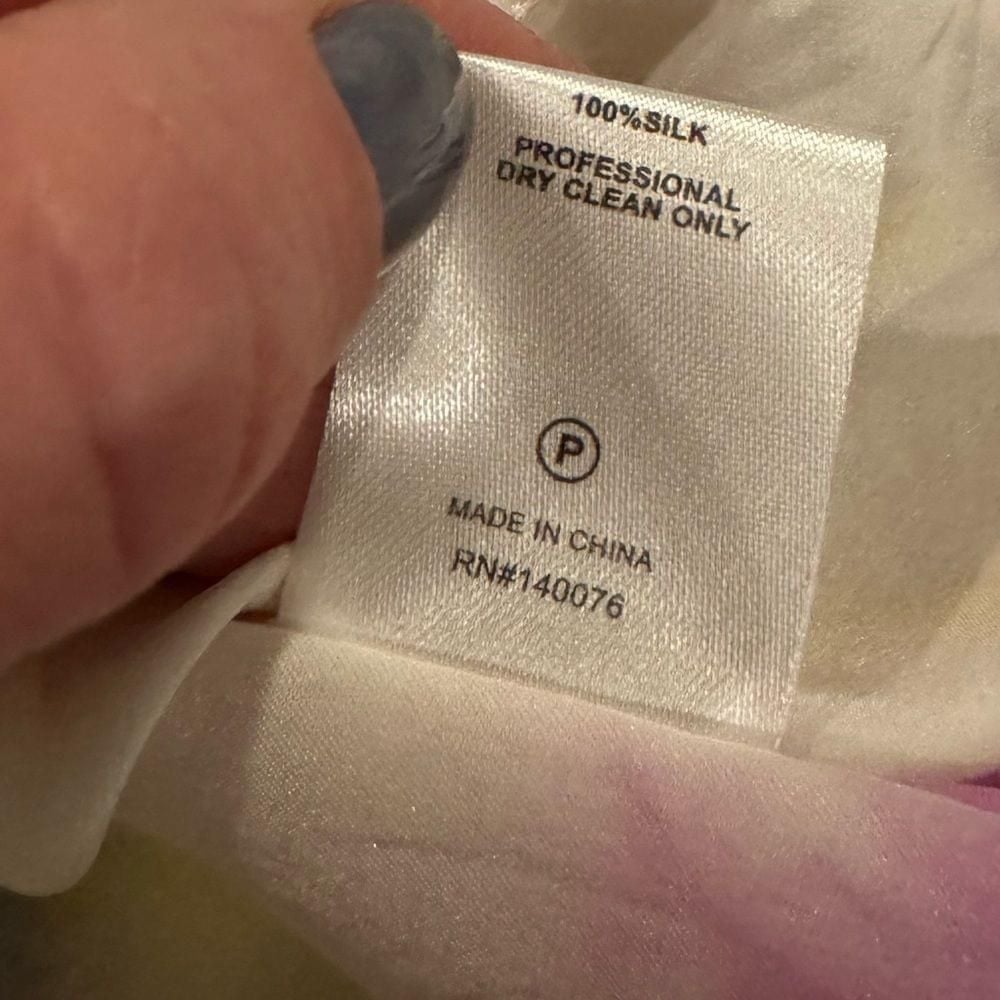 100%SILK
PROFESSIONAL
DRY CLEAN ONLY
P
MADE IN CHINA
RN#140076